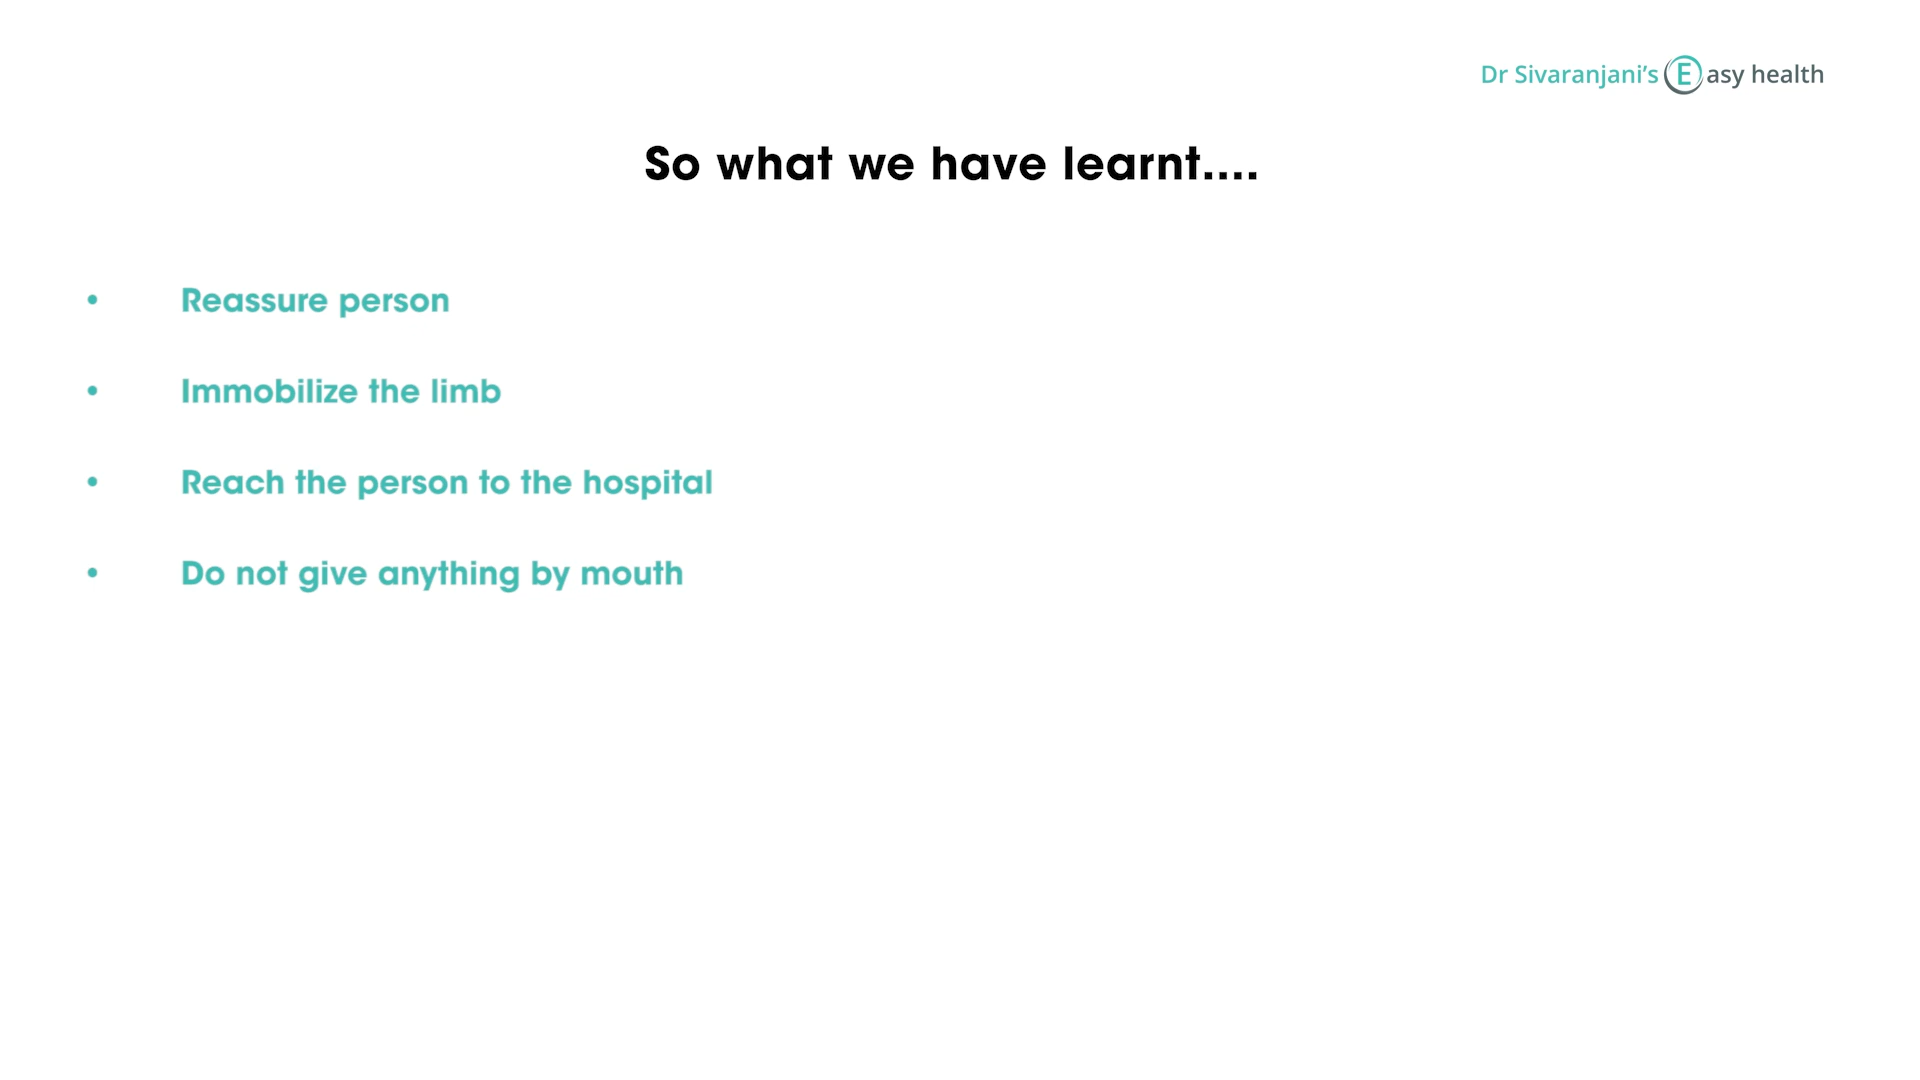 Dr Sivaranjani’s Easy health
So what we have learnt....
• Reassure person
• Immobilize the limb
• Reach the person to the hospital
• Do not give anything by mouth